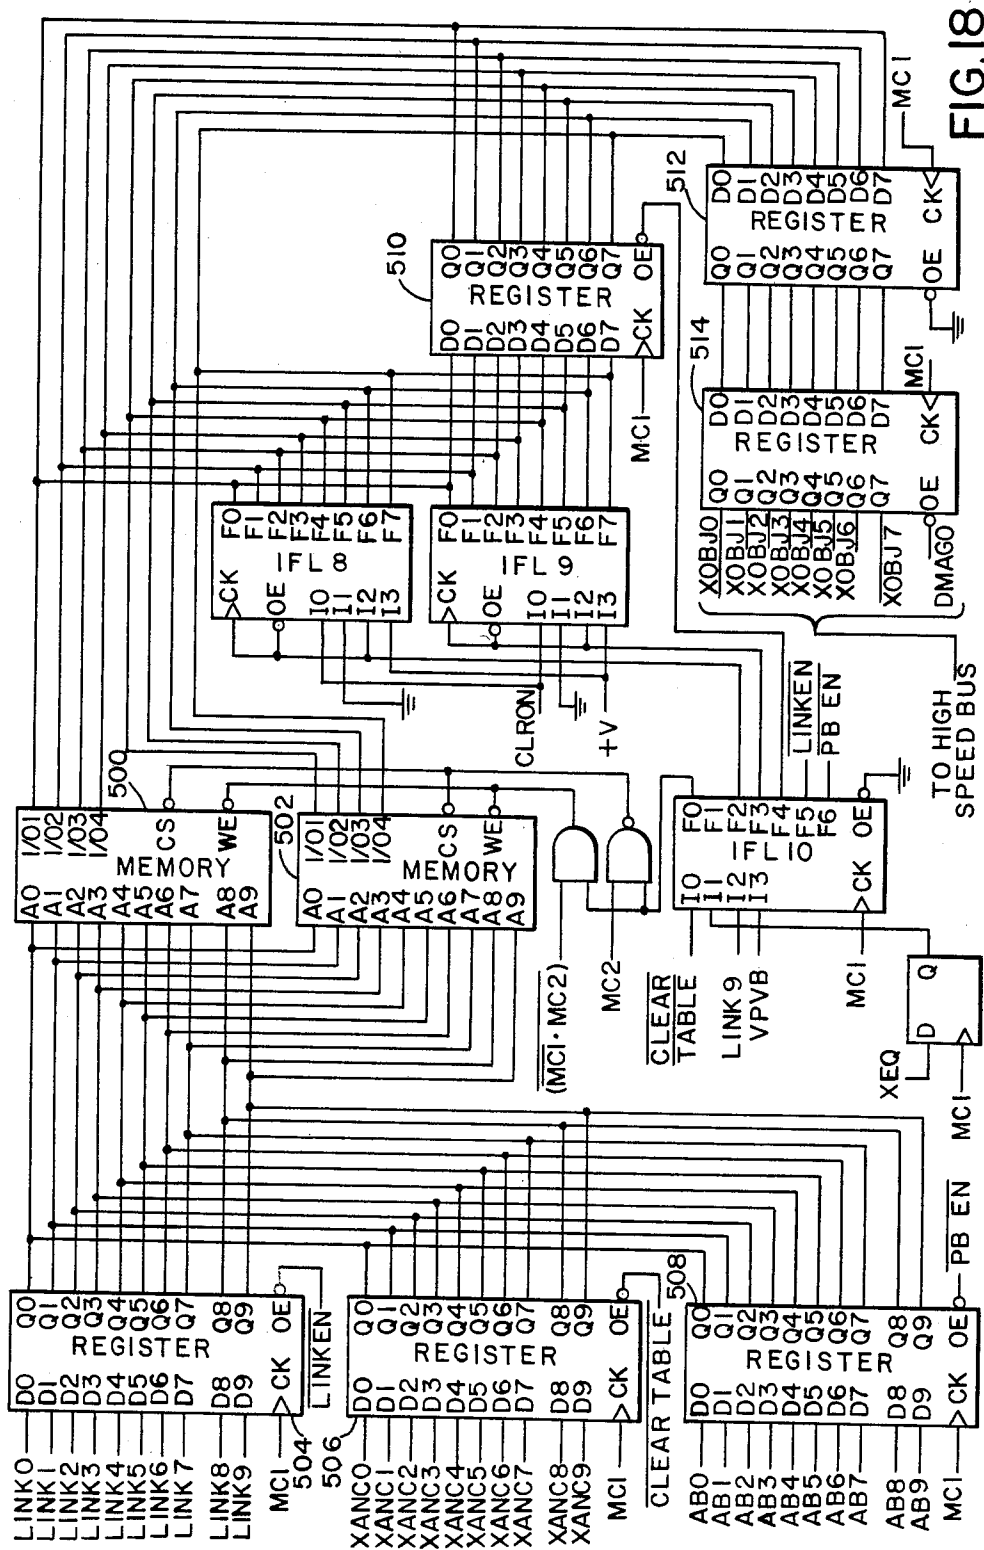 FIG.18
LINK0
LINK1
LINK2
LINK3
LINK4
LINK5
LINK6
LINK7
LINK8
LINK9
MC1
504
D0
D1
D2
D3
D4
D5
D6
D7
D8
D9
CK
REGISTER
Q0
Q1
Q2
Q3
Q4
Q5
Q6
Q7
Q8
Q9
OE
LINKEN
506
XANC0
XANC1
XANC2
XANC3
XANC4
XANC5
XANC6
XANC7
XANC8
XANC9
MC1
D0
D1
D2
D3
D4
D5
D6
D7
D8
D9
CK
REGISTER
Q0
Q1
Q2
Q3
Q4
Q5
Q6
Q7
Q8
Q9
OE
CLEAR TABLE
508
AB0
AB1
AB2
AB3
AB4
AB5
AB6
AB7
AB8
AB9
MC1
D0
D1
D2
D3
D4
D5
D6
D7
D8
D9
CK
REGISTER
Q0
Q1
Q2
Q3
Q4
Q5
Q6
Q7
Q8
Q9
OE
PB EN
500
A0
A1
A2
A3
A4
A5
A6
A7
A8
A9
MEMORY
I/O1
I/O2
I/O3
I/O4
CS
WE
502
A0
A1
A2
A3
A4
A5
A6
A7
A8
A9
MEMORY
I/O1
I/O2
I/O3
I/O4
CS
WE
(MC1·MC2)
MC2
CLEAR
TABLE
LINK9
VPVB
MC1
XEQ
D
Q
MC1
I0
I1
I2
I3
CK
IFL10
F0
F1
F2
F3
F4
F5
F6
OE
LINKEN
PB EN
CLRON
+V
CK
OE
I0
I1
I2
I3
IFL8
F0
F1
F2
F3
F4
F5
F6
F7
CK
OE
I0
I1
I2
I3
IFL9
F0
F1
F2
F3
F4
F5
F6
F7
510
D0
D1
D2
D3
D4
D5
D6
D7
CK
REGISTER
Q0
Q1
Q2
Q3
Q4
Q5
Q6
Q7
OE
MC1
512
Q0
Q1
Q2
Q3
Q4
Q5
Q6
Q7
OE
REGISTER
D0
D1
D2
D3
D4
D5
D6
D7
CK
MC1
514
Q0
Q1
Q2
Q3
Q4
Q5
Q6
Q7
OE
REGISTER
D0
D1
D2
D3
D4
D5
D6
D7
CK
MC1
XOBJ0
XOBJ1
XOBJ2
XOBJ3
XOBJ4
XOBJ5
XOBJ6
XOBJ7
DMAGO
TO HIGH
SPEED BUS